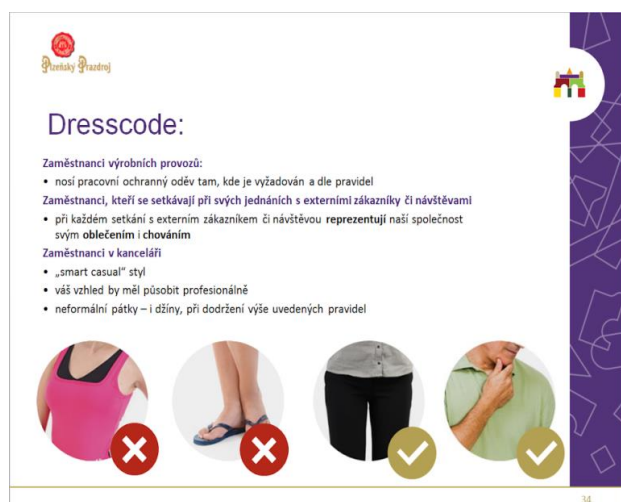 Plzeňský Prazdroj
Dresscode:
Zaměstnanci výrobních provozů:
• nosí pracovní ochranný oděv tam, kde je vyžadován a dle pravidel
Zaměstnanci, kteří se setkávají při svých jednáních s externími zákazníky či návštěvami
• při každém setkání s externím zákazníkem či návštěvou reprezentují naší společnost
svým oblečením i chováním
Zaměstnanci v kanceláři
• „smart casual" styl
• váš vzhled by měl působit profesionálně
• neformální pátky – i džíny, při dodržení výše uvedených pravidel
34